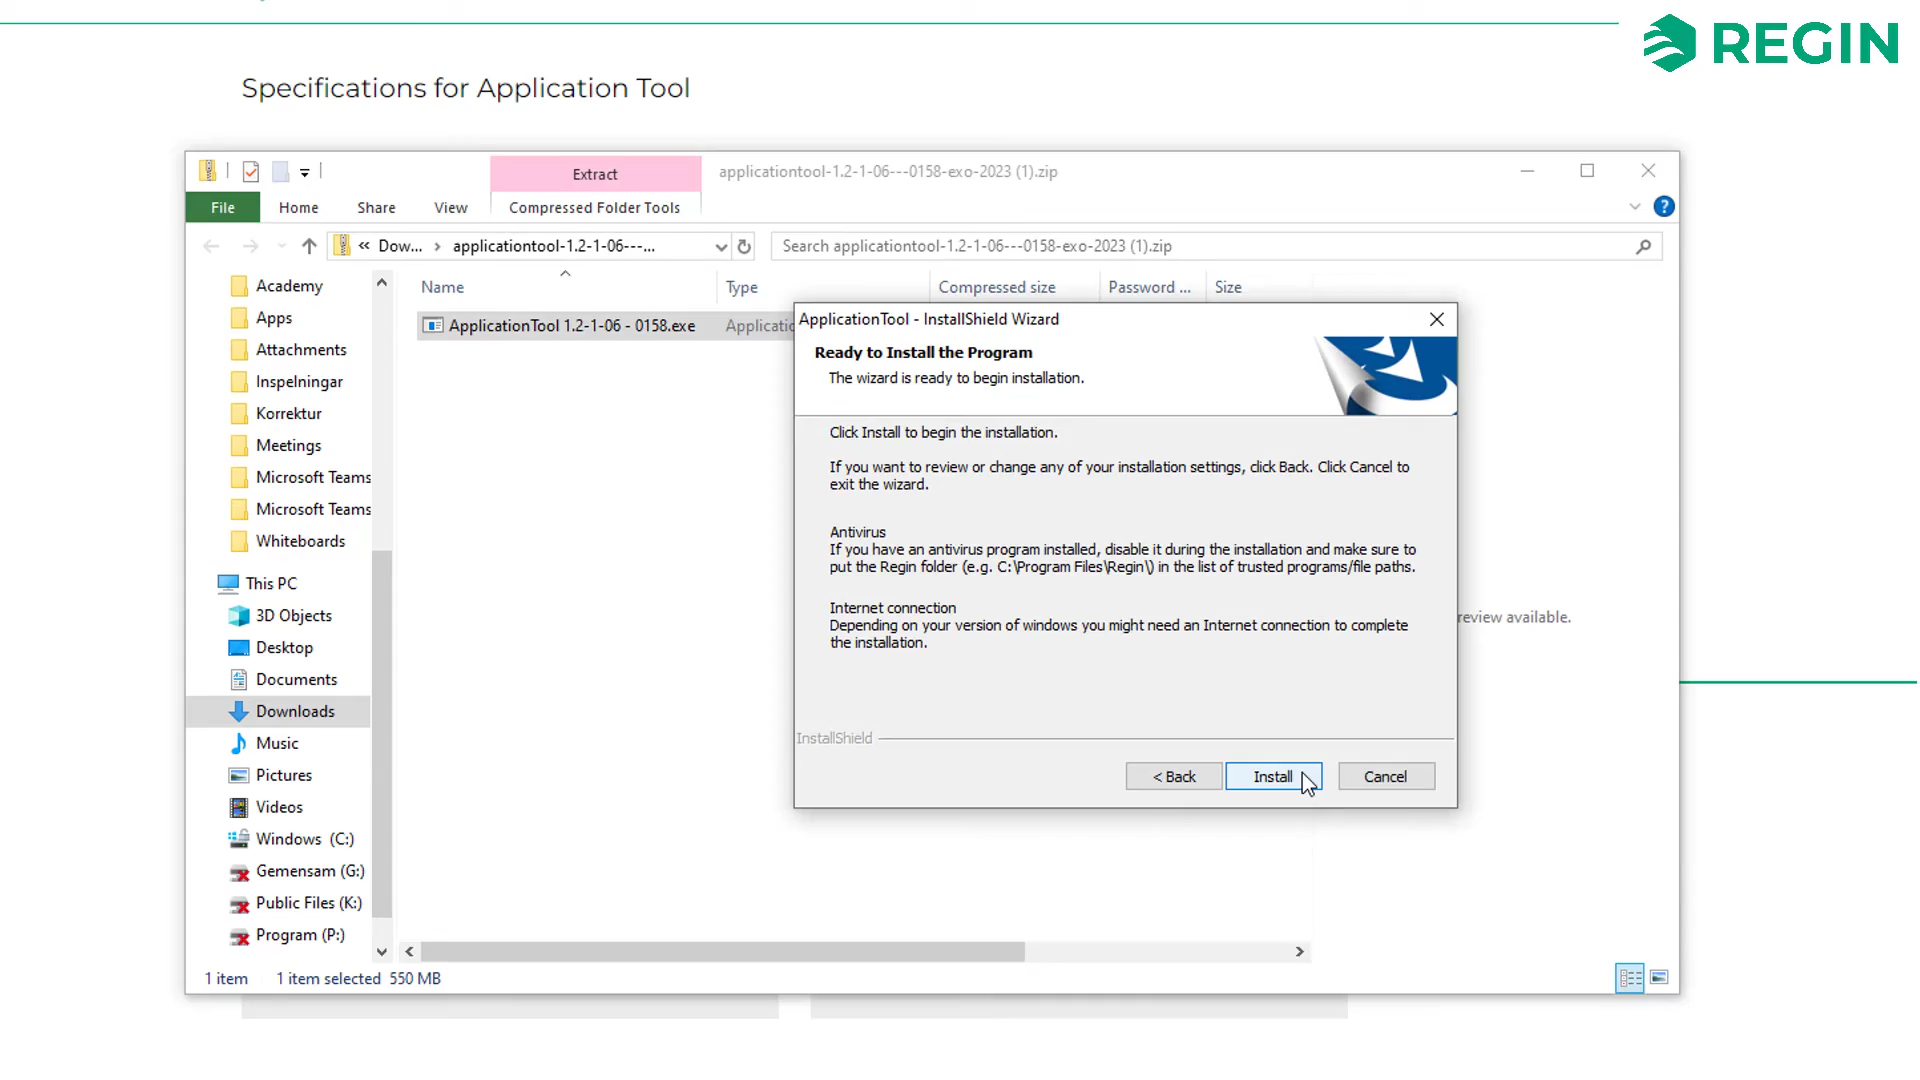 REGIN
Specifications for Application Tool
Extract
applicationtool-1.2-1-06---0158-exo-2023 (1).zip
File
Home
Share
View
Compressed Folder Tools
« Dow... › applicationtool-1.2-1-06---...
Search applicationtool-1.2-1-06---0158-exo-2023 (1).zip
Academy
Apps
Attachments
Inspelningar
Korrektur
Meetings
Microsoft Teams
Microsoft Teams
Whiteboards
This PC
3D Objects
Desktop
Documents
Downloads
Music
Pictures
Videos
Windows (C:)
Gemensam (G:)
Public Files (K:)
Program (P:)
Name
Type
Compressed size
Password ...
Size
ApplicationTool 1.2-1-06 - 0158.exe
Applicatio
ApplicationTool - InstallShield Wizard
Ready to Install the Program
The wizard is ready to begin installation.
Click Install to begin the installation.
If you want to review or change any of your installation settings, click Back. Click Cancel to
exit the wizard.
Antivirus
If you have an antivirus program installed, disable it during the installation and make sure to
put the Regin folder (e.g. C:\Program Files\Regin\) in the list of trusted programs/file paths.
Internet connection
Depending on your version of windows you might need an Internet connection to complete
the installation.
InstallShield
< Back
Install
Cancel
review available.
1 item
1 item selected 550 MB